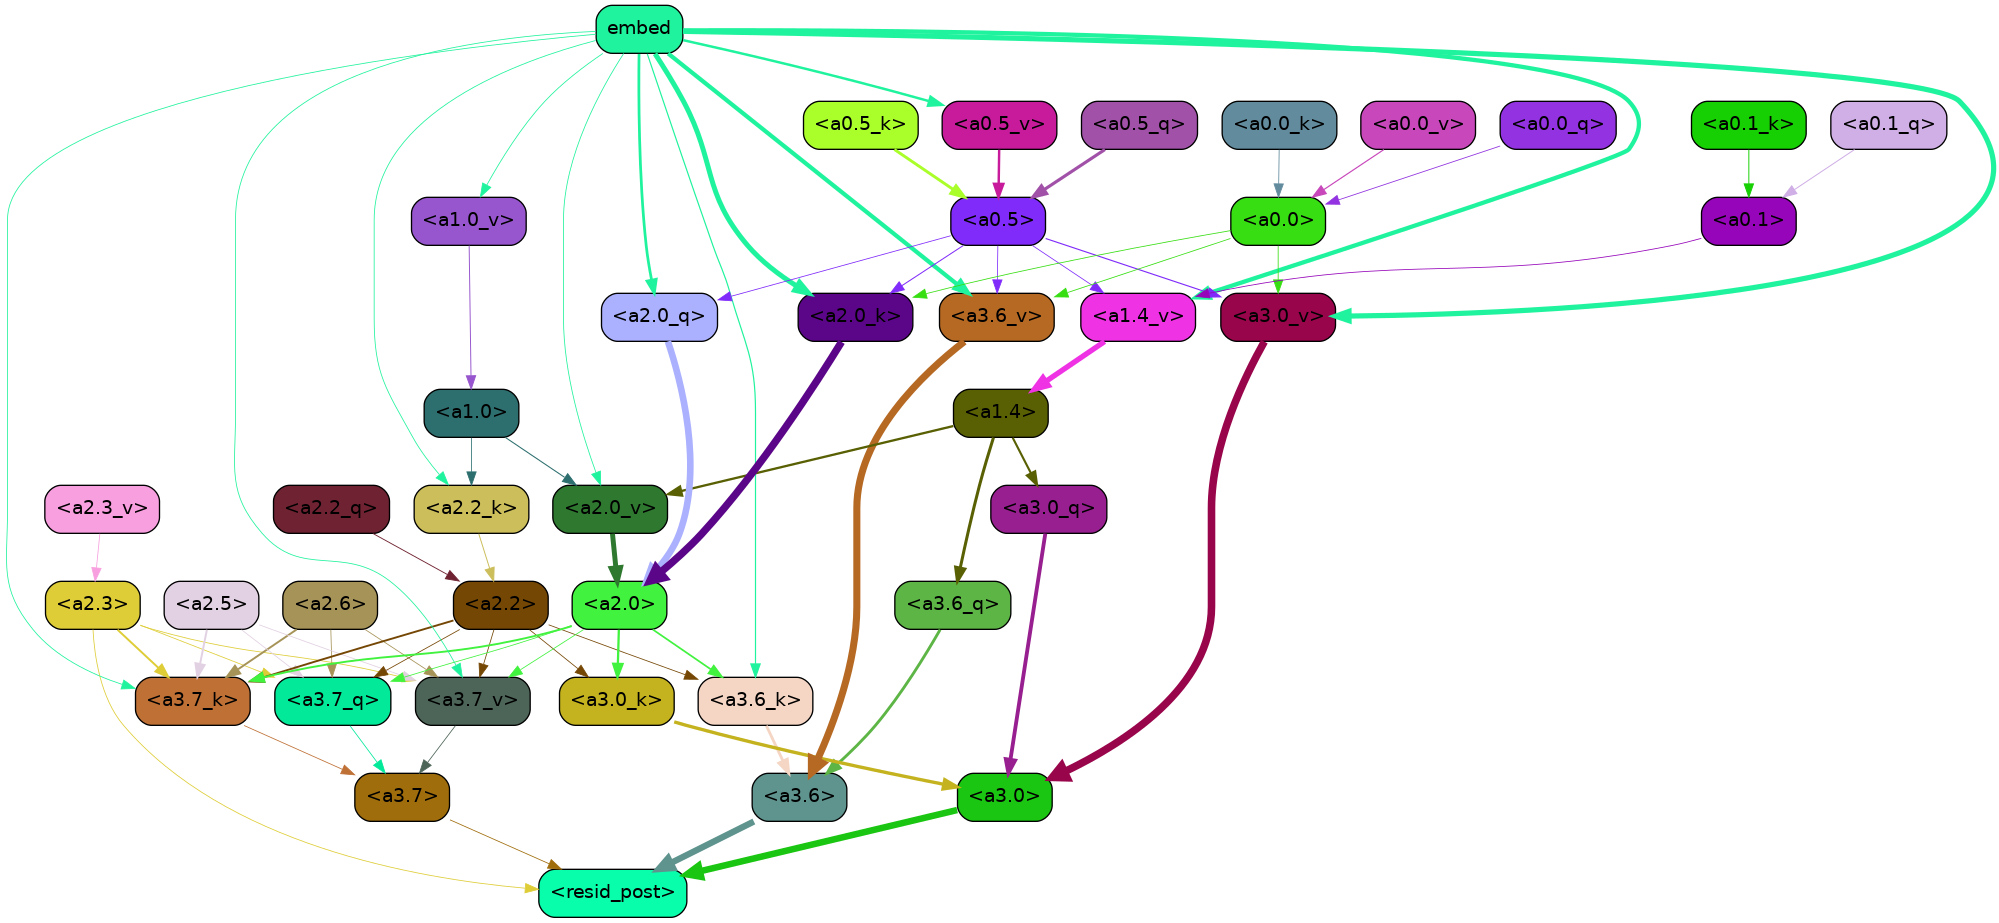 embed
<a0.5_k> <a0.5_v> <a0.5_q> <a0.0_k> <a0.0_v> <a0.0_q> <a0.1_k> <a0.1_q>
<a1.0_v> <a0.5> <a0.0> <a0.1>
<a2.0_q> <a2.0_k> <a3.6_v> <a1.4_v> <a3.0_v>
<a1.0> <a1.4>
<a2.3_v> <a2.2_q> <a2.2_k> <a2.0_v> <a3.0_q>
<a2.3> <a2.5> <a2.6> <a2.2> <a2.0> <a3.6_q>
<a3.7_k> <a3.7_q> <a3.7_v> <a3.0_k> <a3.6_k>
<a3.7> <a3.6> <a3.0>
<resid_post>